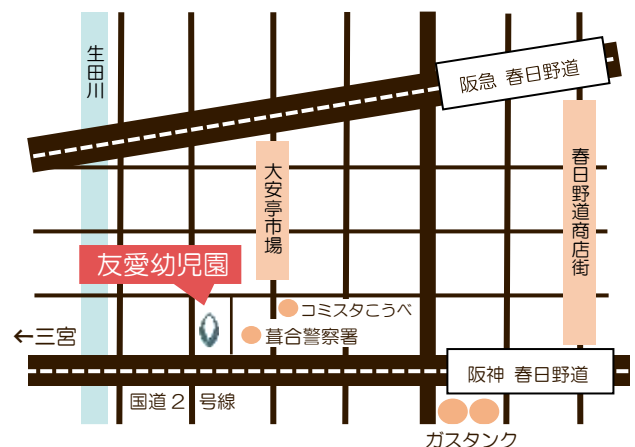 生田川
阪急 春日野道
大安亭市場
春日野道商店街
友愛幼児園
コミスタこうべ
←三宮
葺合警察署
阪神 春日野道
国道2号線
ガスタンク